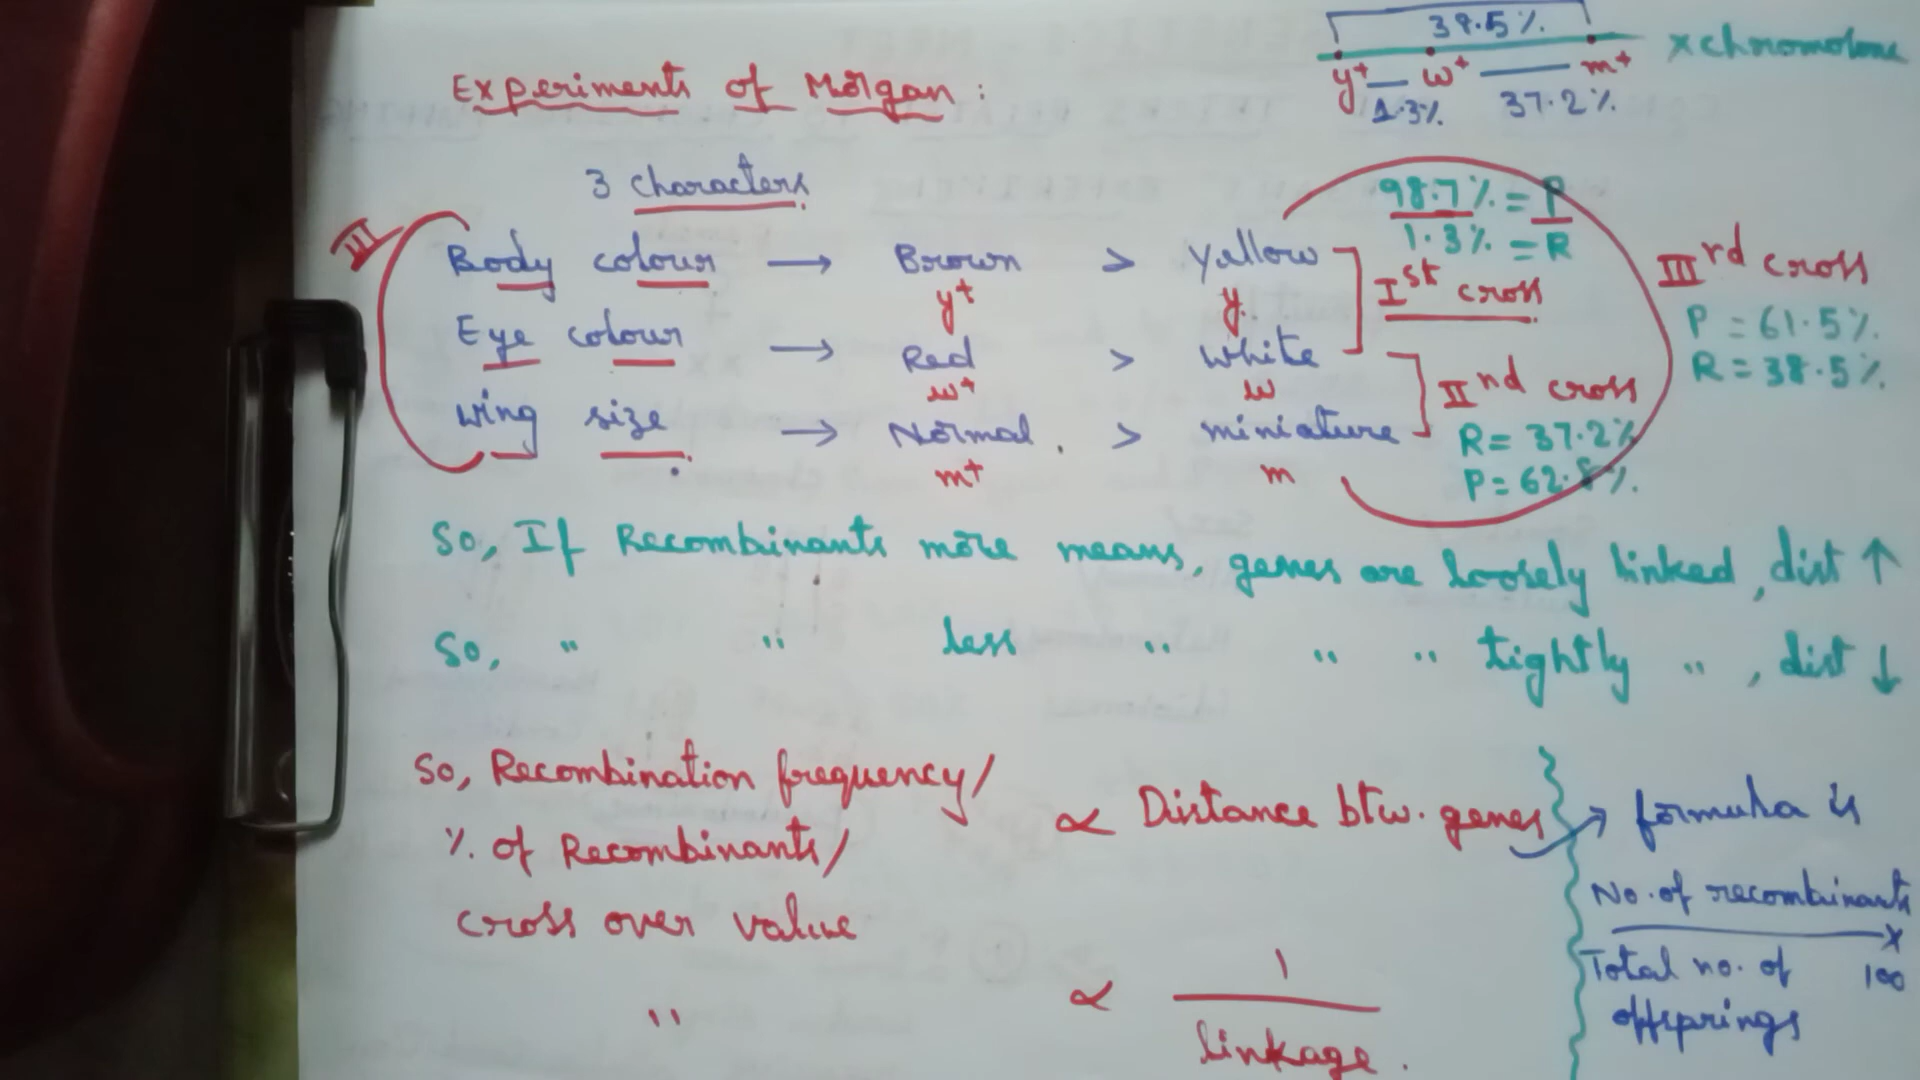 Experiments of Morgan :
38.5%
y+ — w+ — m+ x chromosome
1.3% 37.2%
3 characters
III
Body colour → Brown > Yellow
y+ y
Eye colour → Red > white
w+ w
wing size → Normal > miniature
m+ m
98.7% = P
1.3% = R
Ist cross
IInd cross
R = 37.2%
P = 62.8%
IIIrd cross
P = 61.5%
R = 38.5%
So, If Recombinants more means, genes are loosely linked, dist ↑
So, " " less " " " tightly " , dist ↓
So, Recombination frequency/
% of Recombinants/
cross over value
∝ Distance btw. genes
→ formula is
No. of recombinants
Total no. of offsprings
x 100
" ∝ 1
linkage.